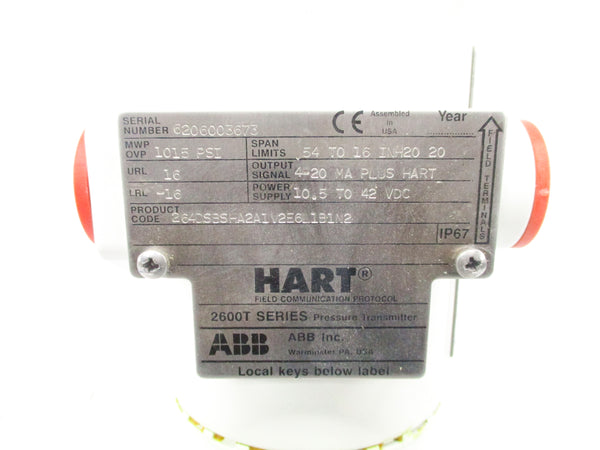 SERIAL
NUMBER 6206003673
CE Assembled in USA Year
MWP
OVP 1015 PSI SPAN
LIMITS .54 TO 16 INH2O 20
URL 16 OUTPUT
SIGNAL 4-20 MA PLUS HART
LRL -16 POWER
SUPPLY 10.5 TO 42 VDC
PRODUCT
CODE 264DSBSHA2A1V2E6L1B1N2
IP67
FIELD TERMINALS
HART®
FIELD COMMUNICATION PROTOCOL
2600T SERIES Pressure Transmitter
ABB ABB Inc.
Warminster PA, USA
Local keys below label